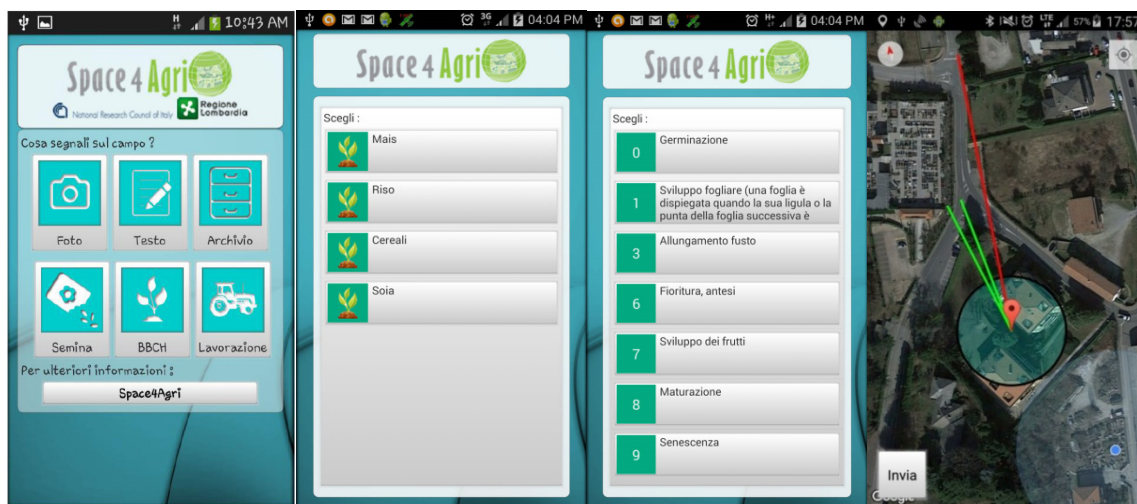 H
10:43 AM
Space 4 Agri
National Research Council of Italy
Regione
Lombardia
Cosa segnali sul campo ?
Foto Testo Archivio
Semina BBCH Lavorazione
Per ulteriori informazioni :
Space4Agri
3G 04:04 PM
Space 4 Agri
Scegli :
Mais
Riso
Cereali
Soia
H+ 04:04 PM
Space 4 Agri
Scegli :
0 Germinazione
1 Sviluppo fogliare (una foglia è
dispiegata quando la sua ligula o la
punta della foglia successiva è
3 Allungamento fusto
6 Fioritura, antesi
7 Sviluppo dei frutti
8 Maturazione
9 Senescenza
LTE 57% 17:57
Invia
Google